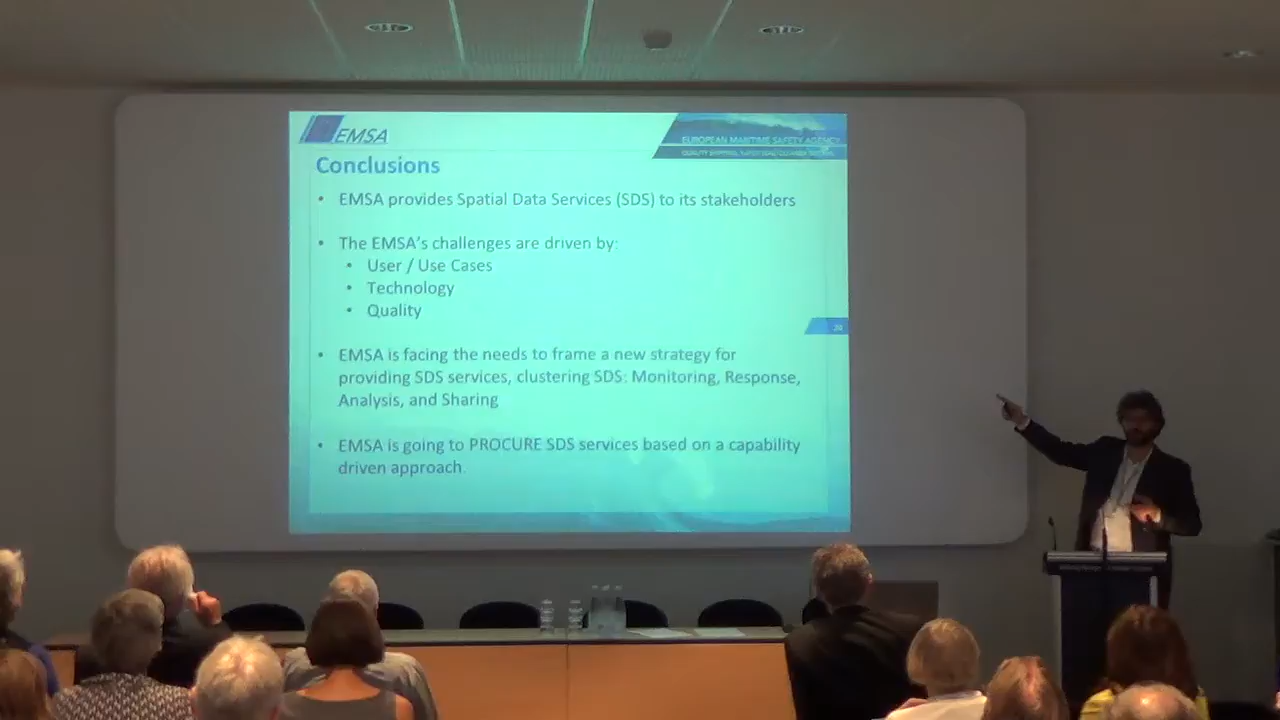 EMSA
EUROPEAN MARITIME SAFETY AGENCY
Conclusions
• EMSA provides Spatial Data Services (SDS) to its stakeholders
• The EMSA's challenges are driven by:
• User / Use Cases
• Technology
• Quality
• EMSA is facing the needs to frame a new strategy for
providing SDS services, clustering SDS: Monitoring, Response,
Analysis, and Sharing
• EMSA is going to PROCURE SDS services based on a capability
driven approach.